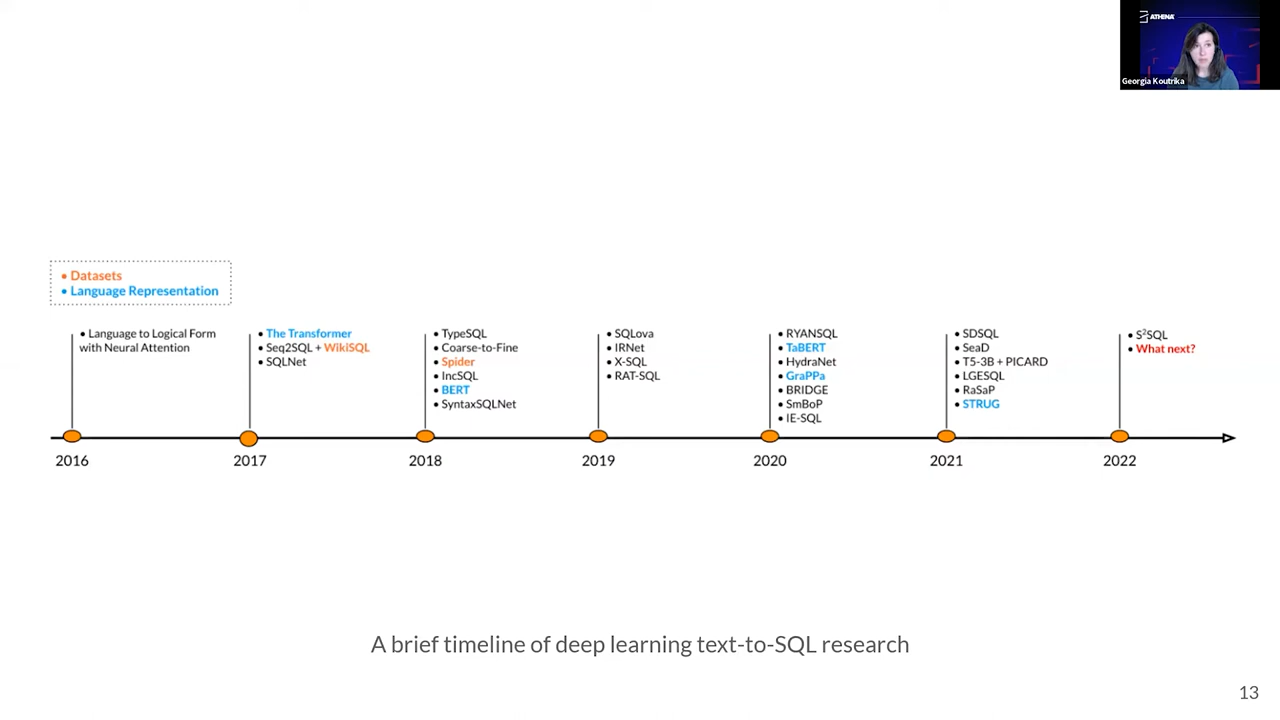 ATHENA
Georgia Koutrika
• Datasets
• Language Representation
• Language to Logical Form
with Neural Attention
• The Transformer
• Seq2SQL + WikiSQL
• SQLNet
• TypeSQL
• Coarse-to-Fine
• Spider
• IncSQL
• BERT
• SyntaxSQLNet
• SQLova
• IRNet
• X-SQL
• RAT-SQL
• RYANSQL
• TaBERT
• HydraNet
• GraPPa
• BRIDGE
• SmBoP
• IE-SQL
• SDSQL
• SeaD
• T5-3B + PICARD
• LGESQL
• RaSaP
• STRUG
• S²SQL
• What next?
2016
2017
2018
2019
2020
2021
2022
A brief timeline of deep learning text-to-SQL research
13